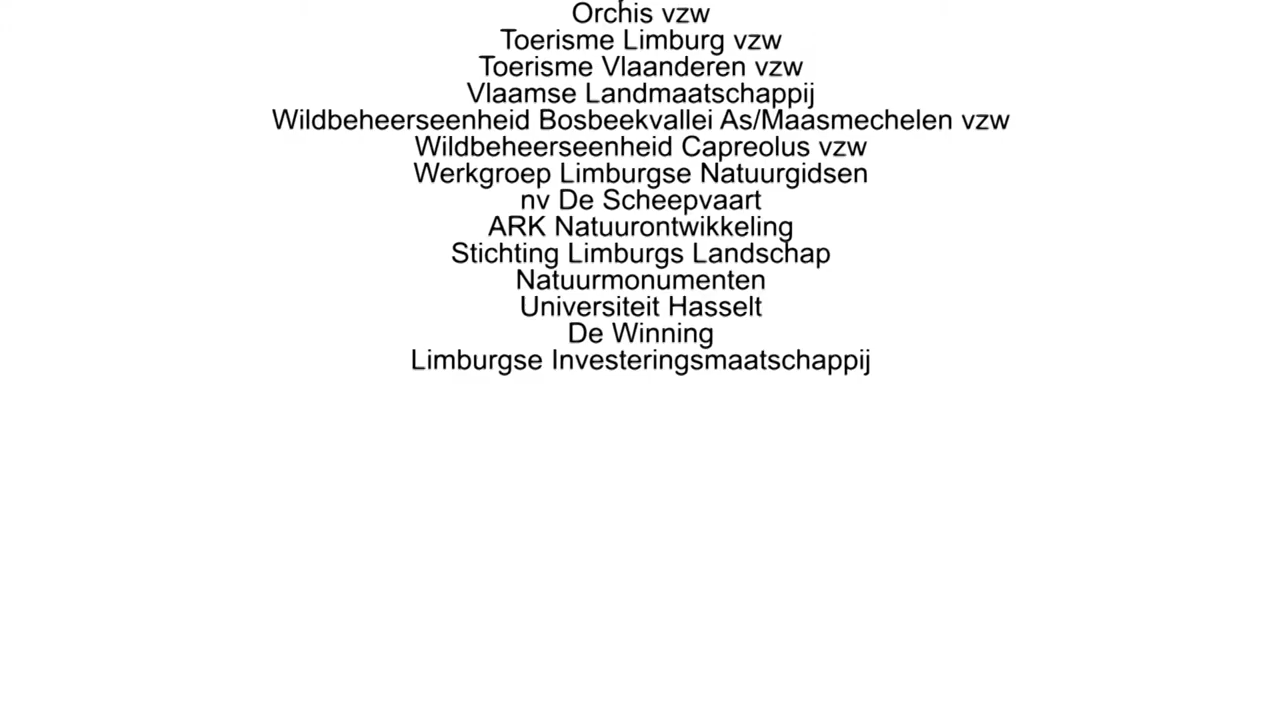 Orchis vzw
Toerisme Limburg vzw
Toerisme Vlaanderen vzw
Vlaamse Landmaatschappij
Wildbeheerseenheid Bosbeekvallei As/Maasmechelen vzw
Wildbeheerseenheid Capreolus vzw
Werkgroep Limburgse Natuurgidsen
nv De Scheepvaart
ARK Natuurontwikkeling
Stichting Limburgs Landschap
Natuurmonumenten
Universiteit Hasselt
De Winning
Limburgse Investeringsmaatschappij